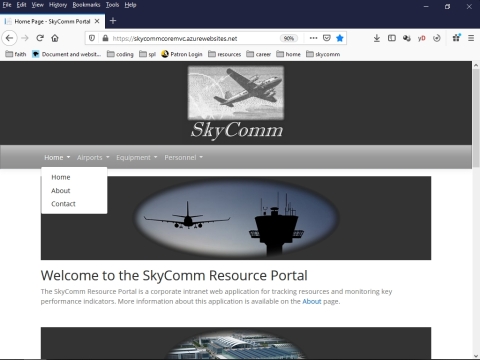 File Edit View History Bookmarks Tools Help
Home Page - SkyComm Portal
https://skycommcoremvc.azurewebsites.net
90%
faith Document and websit... coding spl Patron Login resources career home skycomm
SkyComm
Home Airports Equipment Personnel
Home
About
Contact
Welcome to the SkyComm Resource Portal
The SkyComm Resource Portal is a corporate intranet web application for tracking resources and monitoring key
performance indicators. More information about this application is available on the About page.